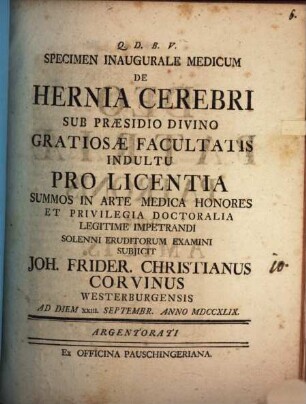 Q. D. B. V.
SPECIMEN INAUGURALE MEDICUM
DE
HERNIA CEREBRI
SUB PRÆSIDIO DIVINO
GRATIOSÆ FACULTATIS
INDULTU
PRO LICENTIA
SUMMOS IN ARTE MEDICA HONORES
ET PRIVILEGIA DOCTORALIA
LEGITIME IMPETRANDI
SOLENNI ERUDITORUM EXAMINI
SUBJICIT
JOH. FRIDER. CHRISTIANUS
CORVINUS
WESTERBURGENSIS
AD DIEM XXIII. SEPTEMBR. ANNO MDCCXLIX.
ARGENTORATI
EX OFFICINA PAUSCHINGERIANA.